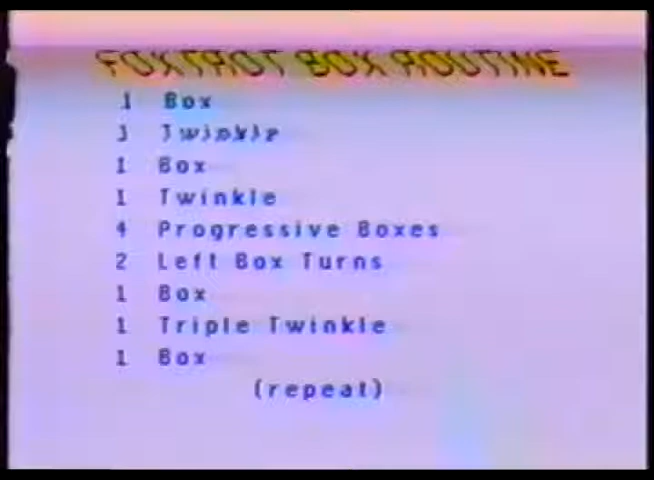 FOXTROT BOX ROUTINE
1 Box
1 Twinkle
1 Box
1 Twinkle
4 Progressive Boxes
2 Left Box Turns
1 Box
1 Triple Twinkle
1 Box
(repeat)